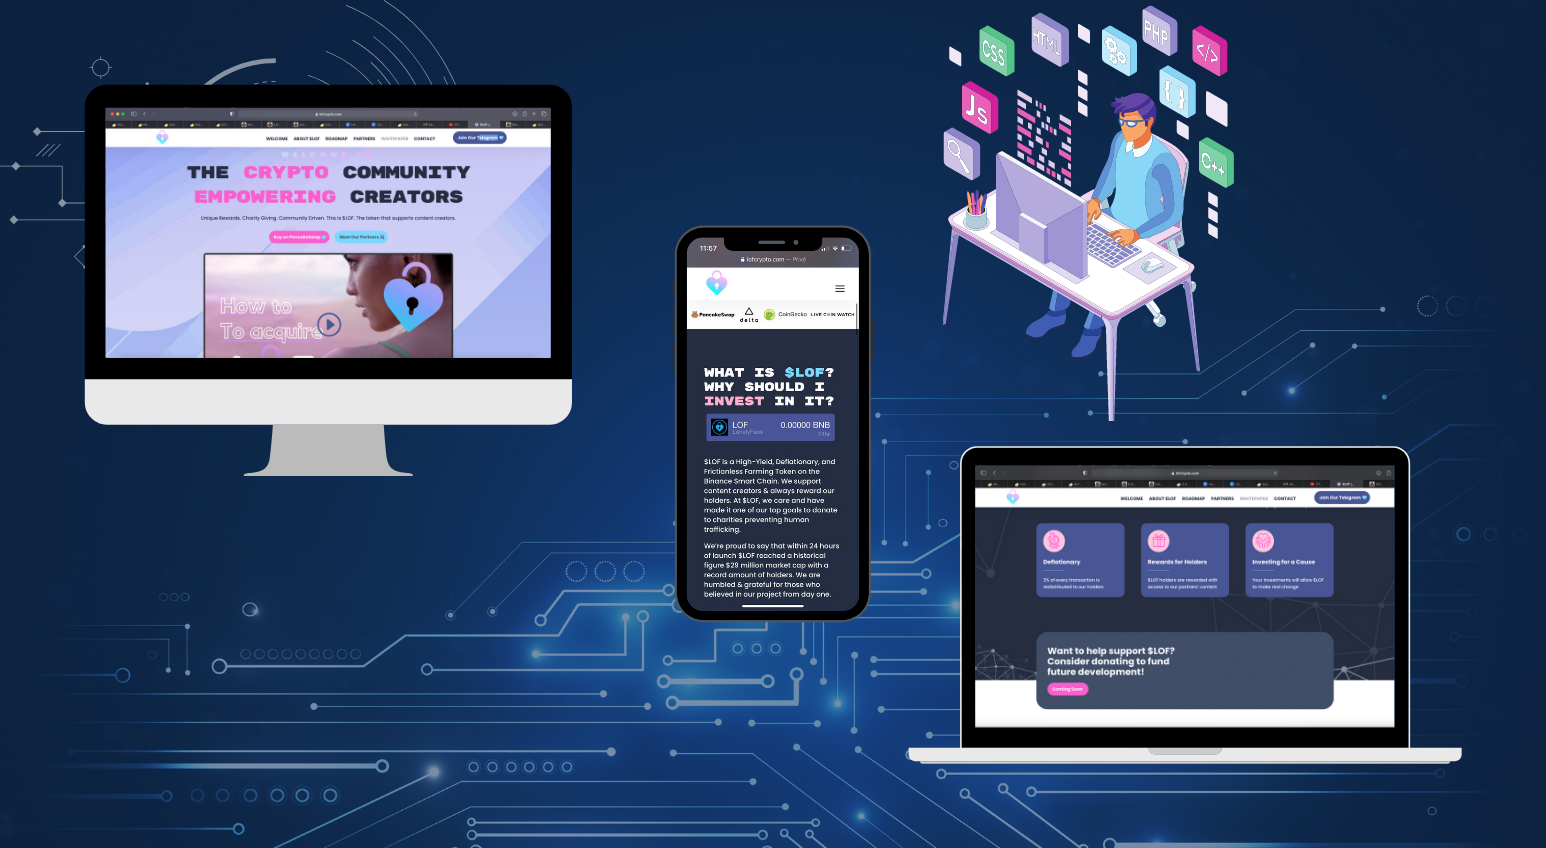 lofcrypto.com
WELCOME ABOUT $LOF ROADMAP PARTNERS WHITEPAPER CONTACT
Join Our Telegram
WELCOME TO
THE CRYPTO COMMUNITY
EMPOWERING CREATORS
Unique Rewards. Charity Giving. Community Driven. This is $LOF. The token that supports content creators.
Buy on PancakeSwap
Meet Our Partners
How to
To acquire
CSS
HTML
PHP
</>
{ }
Js
C++
11:57
lofcrypto.com — Privé
PancakeSwap
delta
CoinGecko
LIVE COIN WATCH
WHAT IS $LOF?
WHY SHOULD I
INVEST IN IT?
LOF 0.00000 BNB
LonelyFans 24hr
$LOF is a High-Yield, Deflationary, and
Frictionless Farming Token on the
Binance Smart Chain. We support
content creators & always reward our
holders. At $LOF, we care and have
made it one of our top goals to donate
to charities preventing human
trafficking.
We're proud to say that within 24 hours
of launch $LOF reached a historical
figure $29 million market cap with a
record amount of holders. We are
humbled & grateful for those who
believed in our project from day one.
lofcrypto.com
WELCOME ABOUT $LOF ROADMAP PARTNERS WHITEPAPER CONTACT
Join Our Telegram
Deflationary
3% of every transaction is
redistributed to our holders
Rewards for Holders
$LOF holders are rewarded with
access to our partners' content
Investing for a Cause
Your investments will allow $LOF
to make real change
Want to help support $LOF?
Consider donating to fund
future development!
Coming Soon